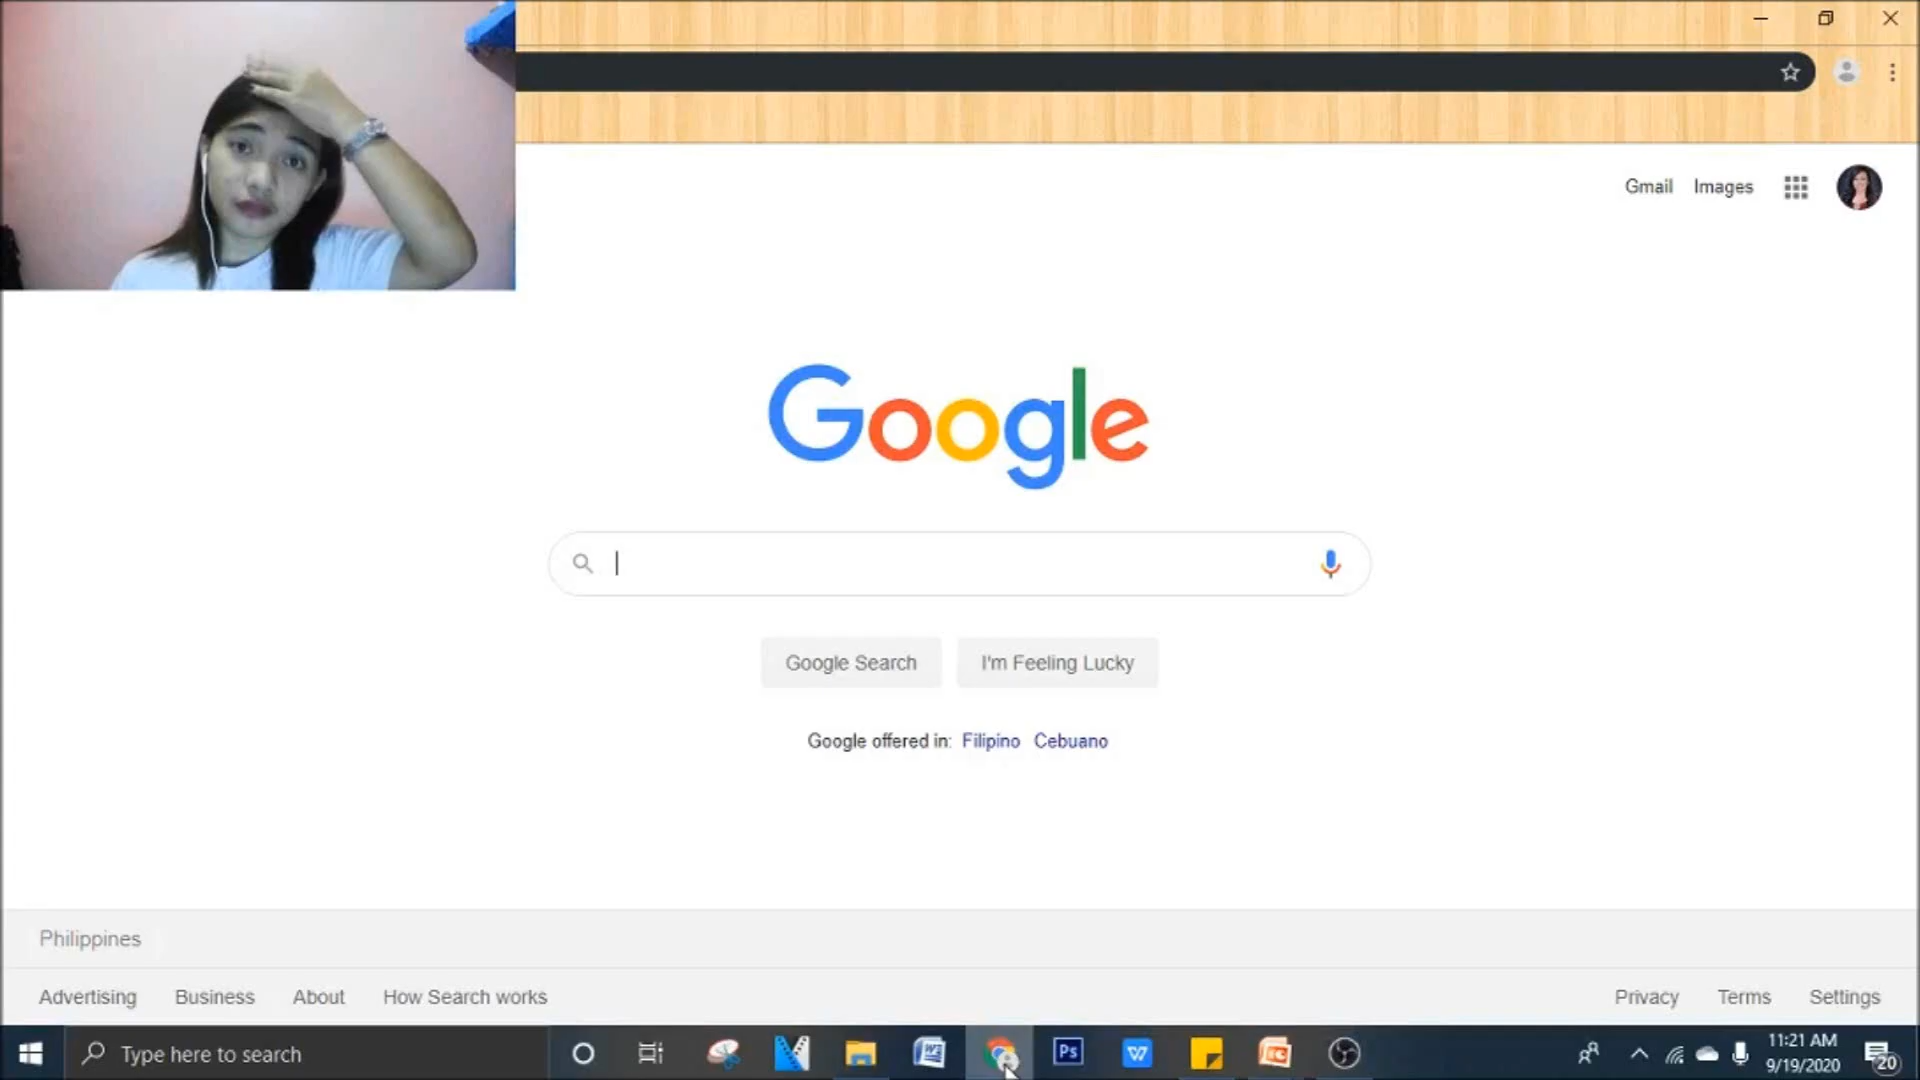 Gmail Images
Google
Google Search I'm Feeling Lucky
Google offered in: Filipino Cebuano
Philippines
Advertising Business About How Search works Privacy Terms Settings
Type here to search
W
Ps
W
11:21 AM
9/19/2020
20